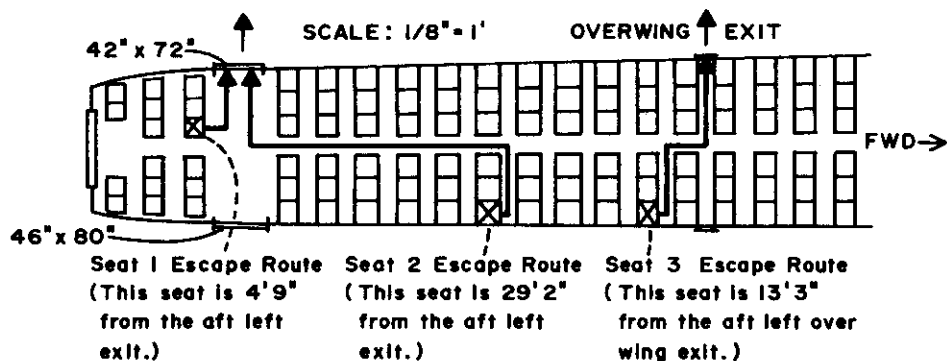 SCALE: 1/8"=1'
OVERWING EXIT
42" x 72"
FWD
46" x 80"
Seat 1 Escape Route
(This seat is 4'9"
from the aft left
exit.)
Seat 2 Escape Route
(This seat is 29'2"
from the aft left
exit.)
Seat 3 Escape Route
(This seat is 13'3"
from the aft left over
wing exit.)